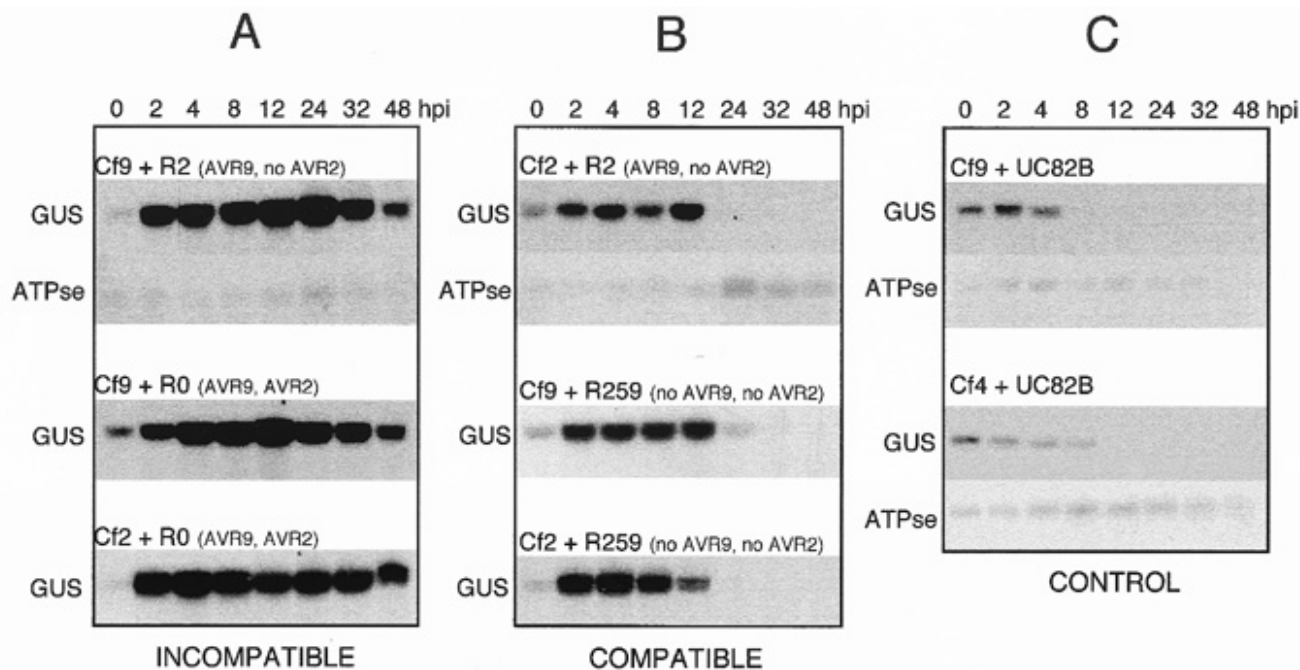 A
0 2 4 8 12 24 32 48 hpi
Cf9 + R2 (AVR9, no AVR2)
GUS
ATPse
Cf9 + R0 (AVR9, AVR2)
GUS
Cf2 + R0 (AVR9, AVR2)
GUS
INCOMPATIBLE
B
0 2 4 8 12 24 32 48 hpi
Cf2 + R2 (AVR9, no AVR2)
GUS
ATPse
Cf9 + R259 (no AVR9, no AVR2)
GUS
Cf2 + R259 (no AVR9, no AVR2)
GUS
COMPATIBLE
C
0 2 4 8 12 24 32 48 hpi
Cf9 + UC82B
GUS
ATPse
Cf4 + UC82B
GUS
ATPse
CONTROL